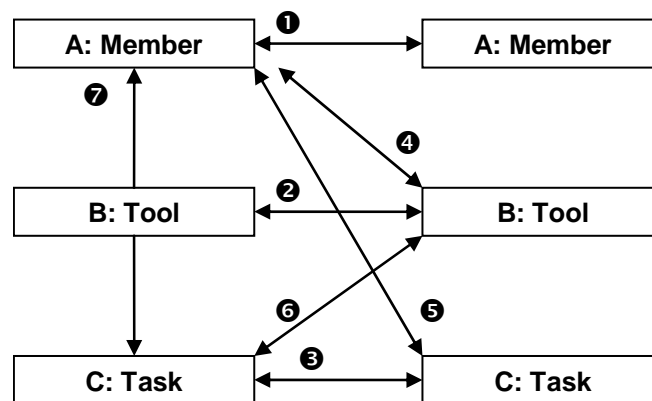 ❶
A: Member A: Member
❼
❹
❷
B: Tool B: Tool
❻ ❺
❸
C: Task C: Task